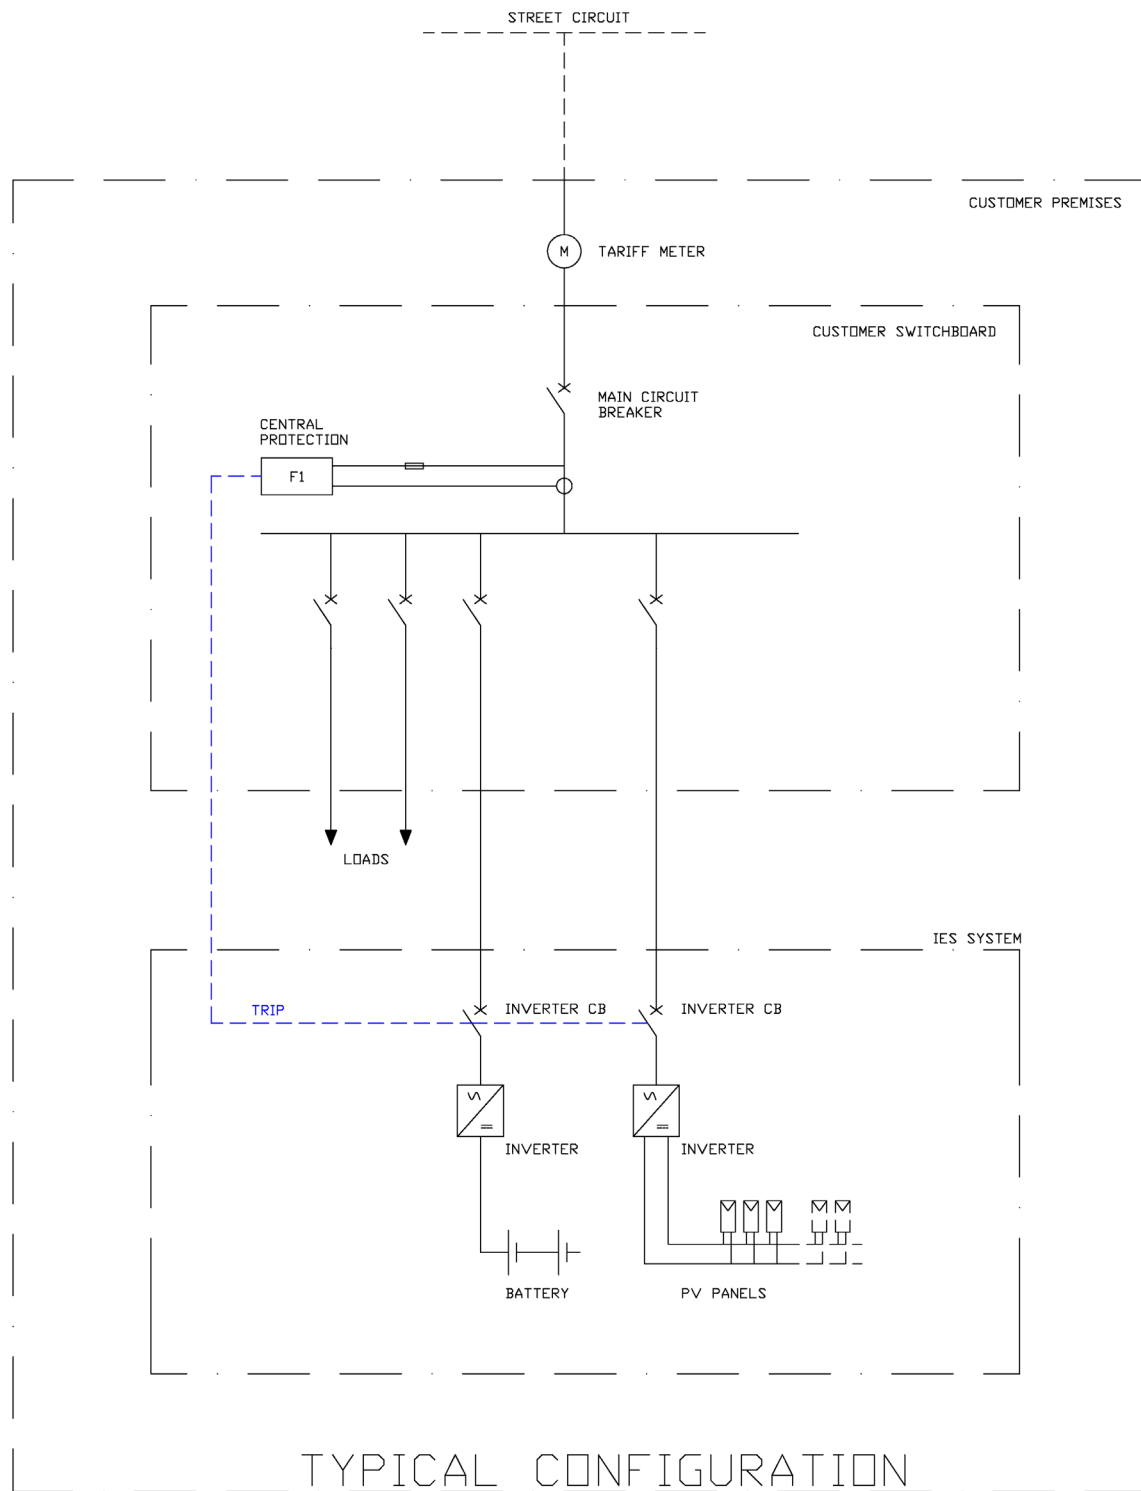 STREET CIRCUIT
CUSTOMER PREMISES
M
TARIFF METER
CUSTOMER SWITCHBOARD
MAIN CIRCUIT
BREAKER
CENTRAL
PROTECTION
F1
LOADS
IES SYSTEM
TRIP
INVERTER CB
INVERTER CB
INVERTER
INVERTER
BATTERY
PV PANELS
TYPICAL CONFIGURATION